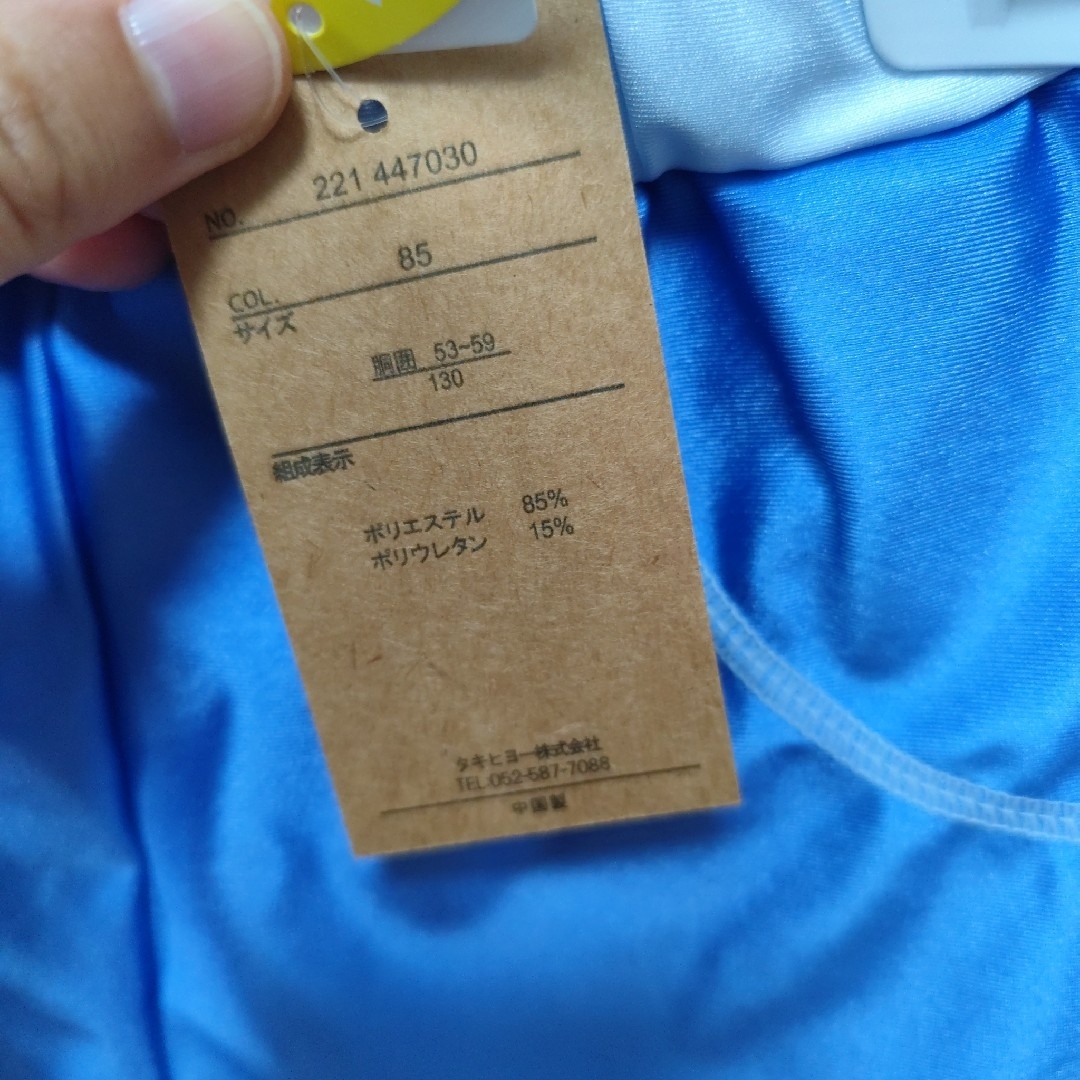 NO. 221 447030
COL. 85
サイズ
胴囲 53~59
130
組成表示
ポリエステル 85%
ポリウレタン 15%
タキヒヨー株式会社
TEL:052-587-7088
中国製